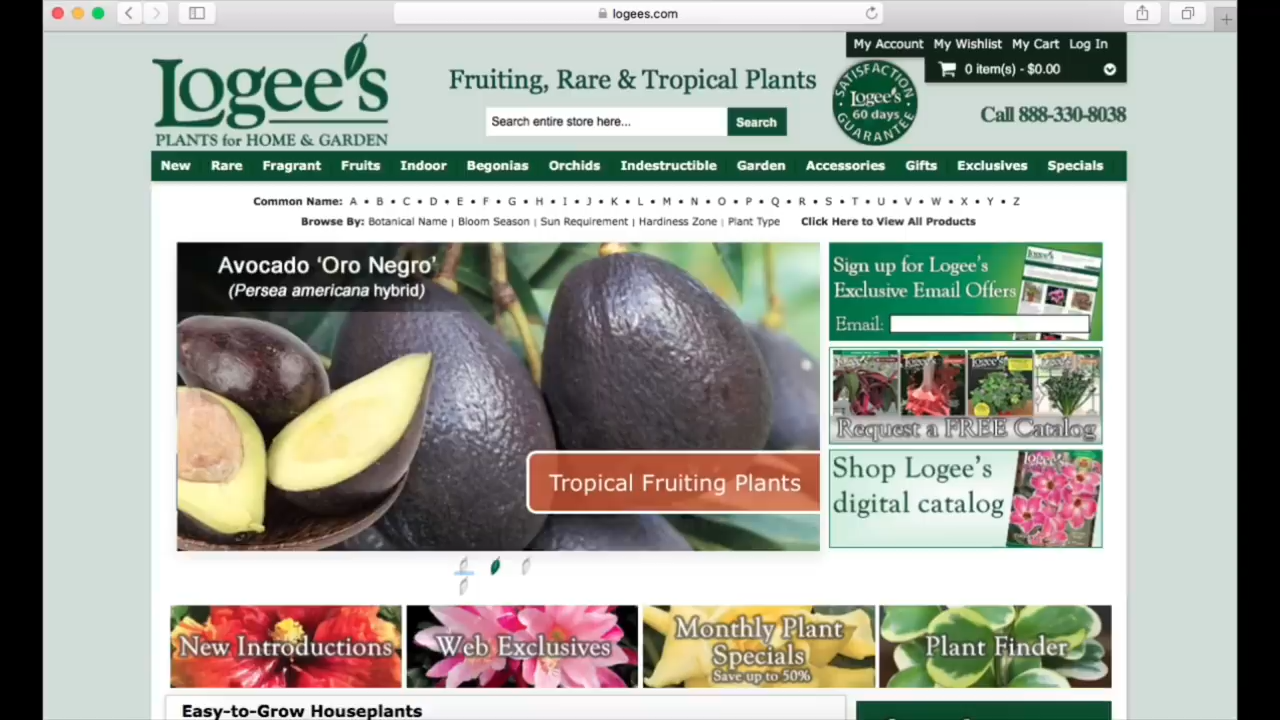 logees.com
My Account My Wishlist My Cart Log In
0 item(s) - $0.00
Logee's
PLANTS for HOME & GARDEN
Fruiting, Rare & Tropical Plants
Search entire store here...
Search
SATISFACTION
Logee's
60 days
GUARANTEE
Call 888-330-8038
New Rare Fragrant Fruits Indoor Begonias Orchids Indestructible Garden Accessories Gifts Exclusives Specials
Common Name: A • B • C • D • E • F • G • H • I • J • K • L • M • N • O • P • Q • R • S • T • U • V • W • X • Y • Z
Browse By: Botanical Name | Bloom Season | Sun Requirement | Hardiness Zone | Plant Type Click Here to View All Products
Avocado 'Oro Negro'
(Persea americana hybrid)
Tropical Fruiting Plants
Sign up for Logee's
Exclusive Email Offers
Email:
Request a FREE Catalog
Shop Logee's
digital catalog
New Introductions
Web Exclusives
Monthly Plant
Specials
Save up to 50%
Plant Finder
Easy-to-Grow Houseplants